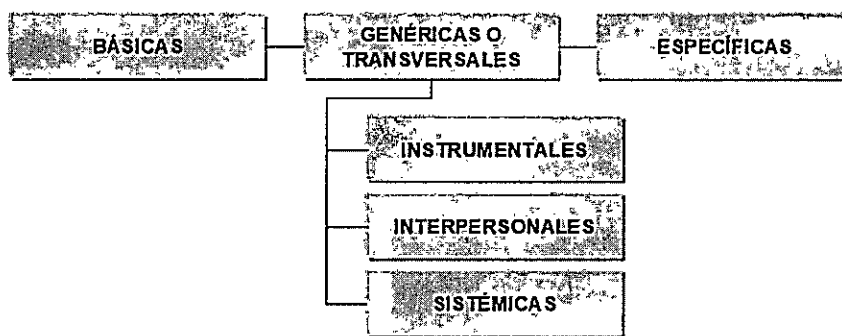 BÁSICAS
GENÉRICAS O
TRANSVERSALES
ESPECÍFICAS
INSTRUMENTALES
INTERPERSONALES
SISTÉMICAS